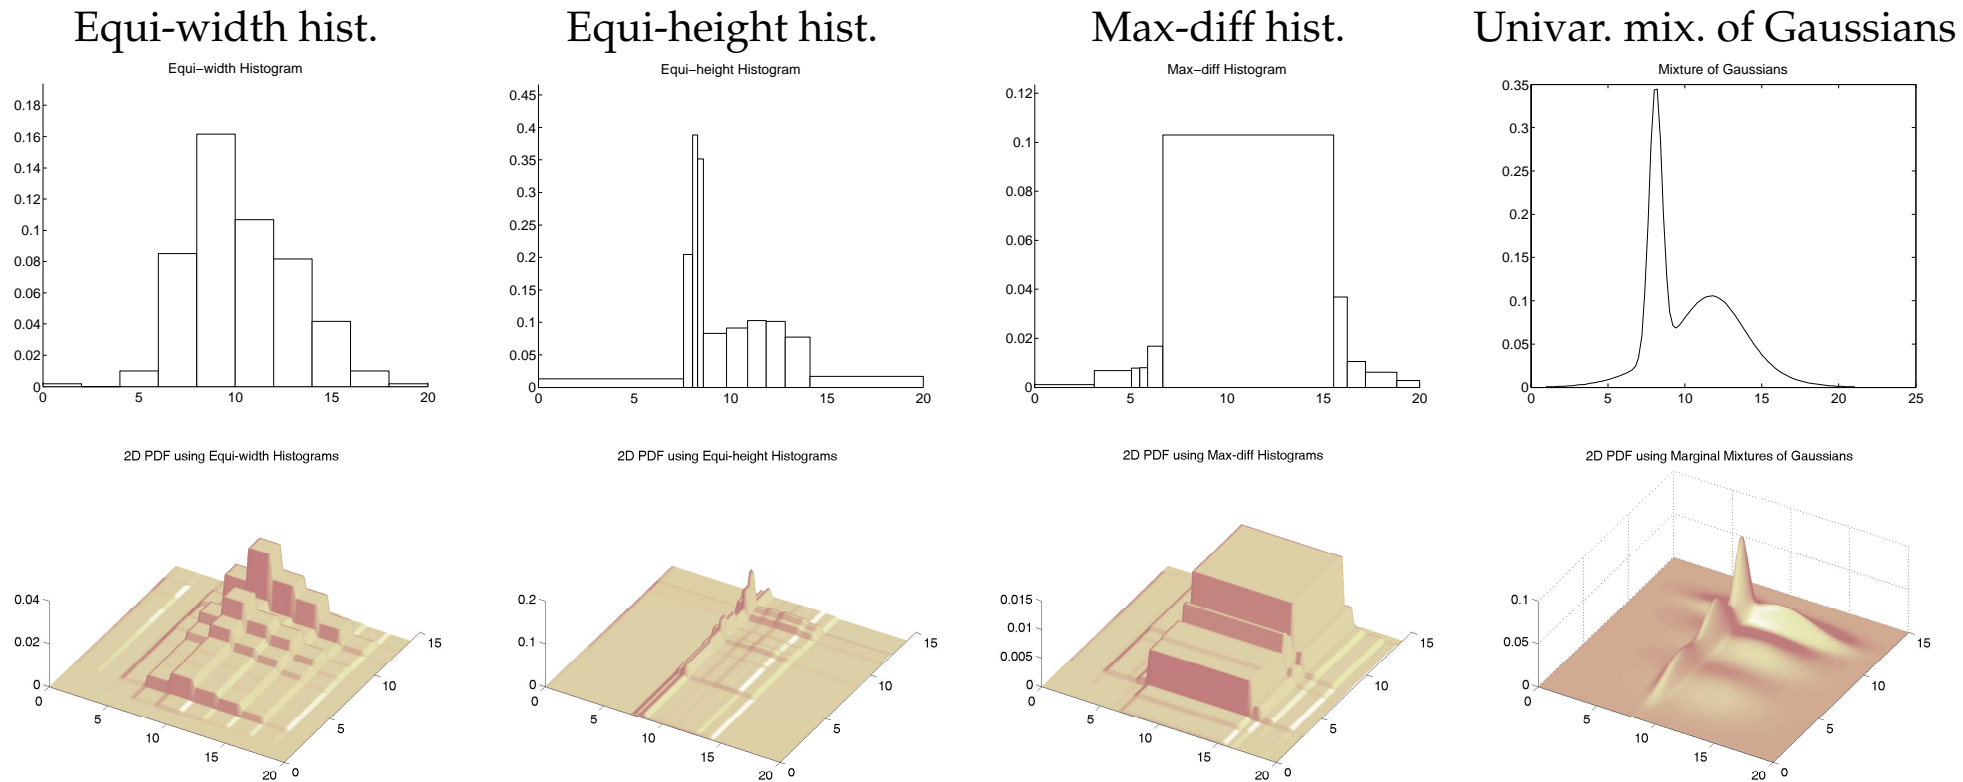 Equi-width hist.
Equi-height hist.
Max-diff hist.
Univar. mix. of Gaussians
Equi−width Histogram
0.18
0.16
0.14
0.12
0.1
0.08
0.06
0.04
0.02
0
0 5 10 15 20
Equi−height Histogram
0.45
0.4
0.35
0.3
0.25
0.2
0.15
0.1
0.05
0
0 5 10 15 20
Max−diff Histogram
0.12
0.1
0.08
0.06
0.04
0.02
0
0 5 10 15 20
Mixture of Gaussians
0.35
0.3
0.25
0.2
0.15
0.1
0.05
0
0 5 10 15 20 25
2D PDF using Equi-width Histograms
0.04
0.02
0
0 5 10 15 20
0 5 10 15
2D PDF using Equi-height Histograms
0.2
0.1
0
0 5 10 15 20
0 5 10 15
2D PDF using Max-diff Histograms
0.015
0.01
0.005
0
0 5 10 15 20
0 5 10 15
2D PDF using Marginal Mixtures of Gaussians
0.1
0.05
0
0 5 10 15 20
0 5 10 15